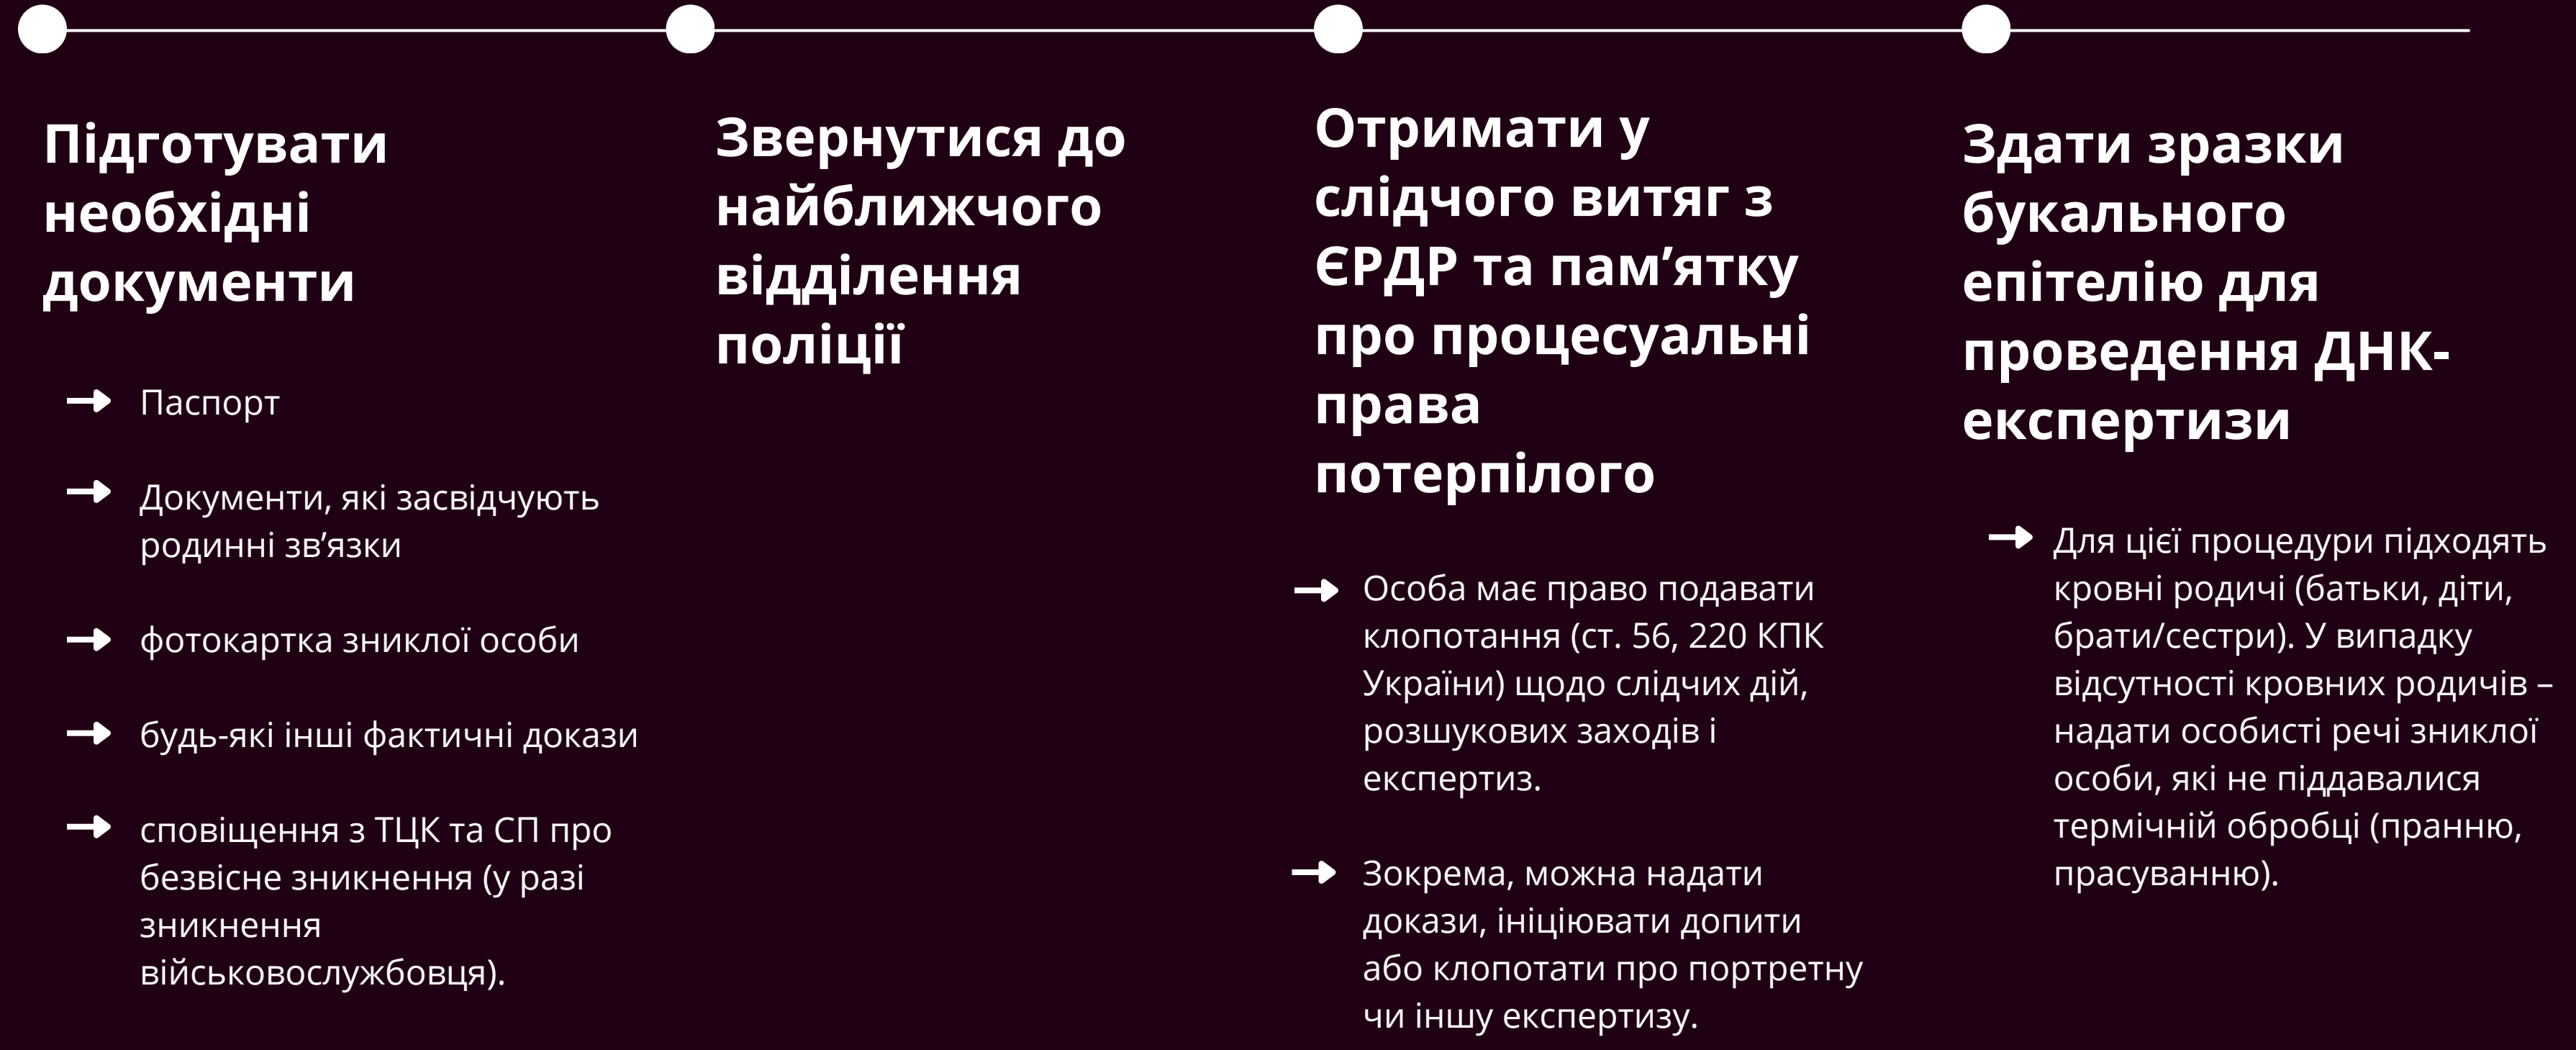 Підготувати
необхідні
документи
Паспорт
Документи, які засвідчують
родинні зв’язки
фотокартка зниклої особи
будь-які інші фактичні докази
сповіщення з ТЦК та СП про
безвісне зникнення (у разі
зникнення
військовослужбовця).
Звернутися до
найближчого
відділення
поліції
Отримати у
слідчого витяг з
ЄРДР та пам’ятку
про процесуальні
права
потерпілого
Особа має право подавати
клопотання (ст. 56, 220 КПК
України) щодо слідчих дій,
розшукових заходів і
експертиз.
Зокрема, можна надати
докази, ініціювати допити
або клопотати про портретну
чи іншу експертизу.
Здати зразки
букального
епітелію для
проведення ДНК-
експертизи
Для цієї процедури підходять
кровні родичі (батьки, діти,
брати/сестри). У випадку
відсутності кровних родичів –
надати особисті речі зниклої
особи, які не піддавалися
термічній обробці (пранню,
прасуванню).